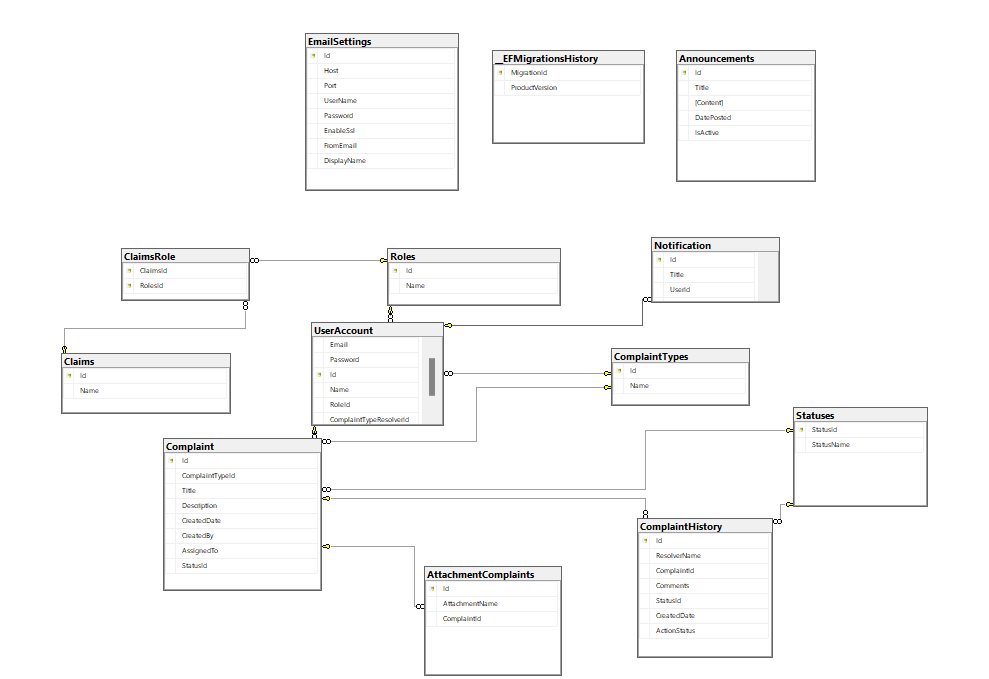 EmailSettings
Id
Host
Port
UserName
Password
EnableSsl
FromEmail
DisplayName
__EFMigrationsHistory
MigrationId
ProductVersion
Announcements
Id
Title
[Content]
DatePosted
IsActive
ClaimsRole
ClaimsId
RolesId
Roles
Id
Name
Notification
Id
Title
UserId
Claims
Id
Name
UserAccount
Email
Password
Id
Name
RoleId
ComplaintTypeResolverId
ComplaintTypes
Id
Name
Statuses
StatusId
StatusName
Complaint
Id
ComplaintTypeId
Title
Description
CreatedDate
CreatedBy
AssignedTo
StatusId
ComplaintHistory
Id
ResolverName
ComplaintId
Comments
StatusId
CreatedDate
ActionStatus
AttachmentComplaints
Id
AttachmentName
ComplaintId